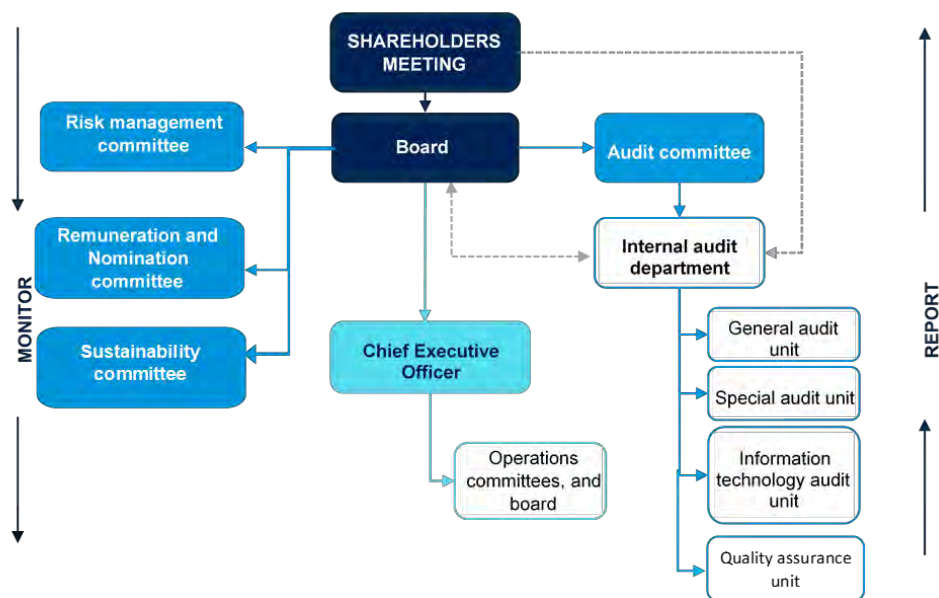 SHAREHOLDERS
MEETING
Risk management
committee
Board
Audit committee
Remuneration and
Nomination
committee
Internal audit
department
MONITOR
REPORT
Sustainability
committee
Chief Executive
Officer
General audit
unit
Special audit unit
Operations
committees, and
board
Information
technology audit
unit
Quality assurance
unit